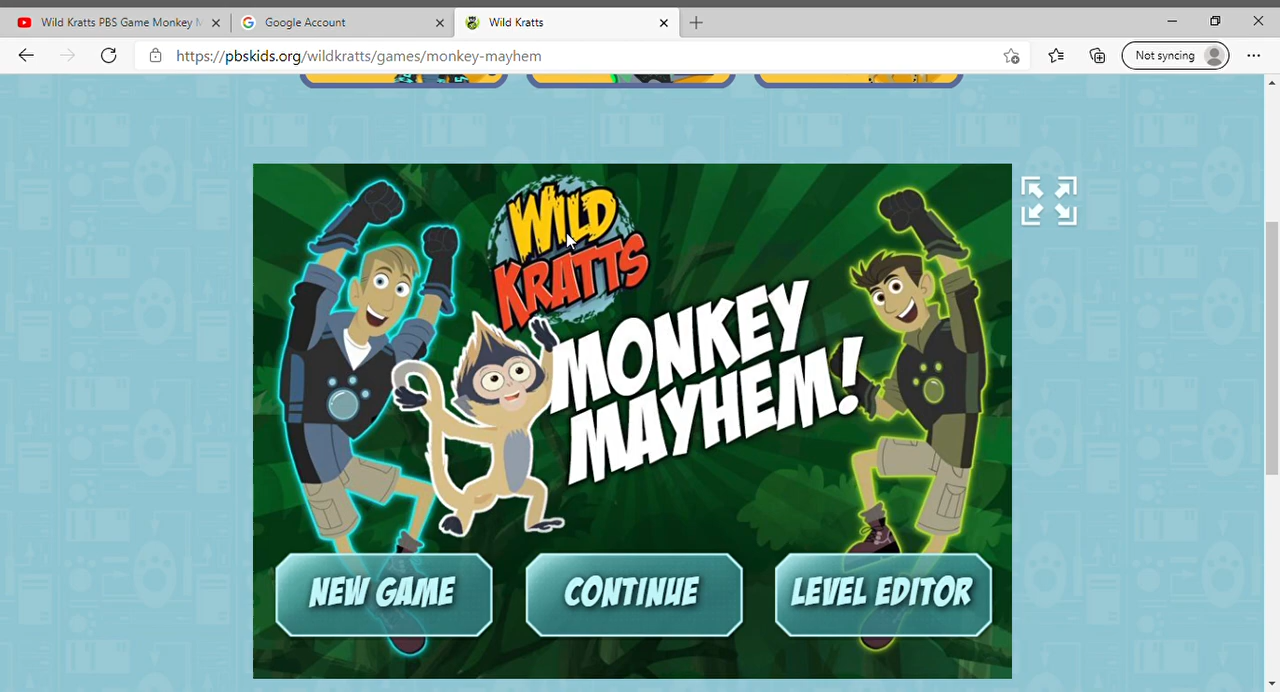 Wild Kratts PBS Game Monkey M
Google Account
Wild Kratts
https://pbskids.org/wildkratts/games/monkey-mayhem
Not syncing
WILD
KRATTS
MONKEY
MAYHEM!
NEW GAME
CONTINUE
LEVEL EDITOR